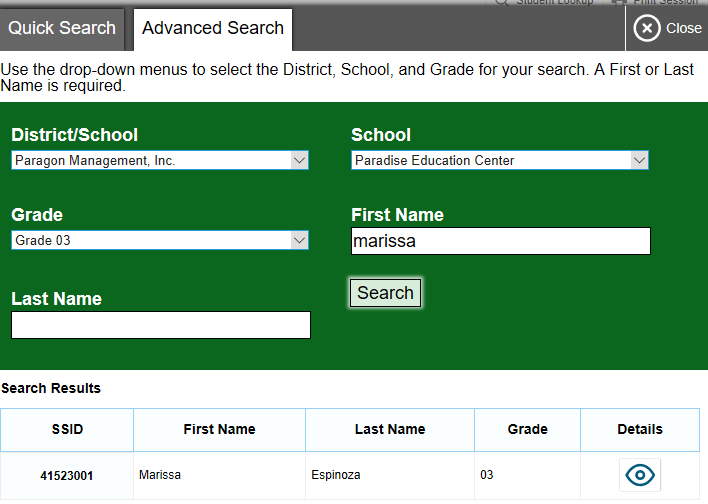 Student Lookup Print Session
Quick Search Advanced Search Close
Use the drop-down menus to select the District, School, and Grade for your search. A First or Last
Name is required.
District/School School
Paragon Management, Inc. Paradise Education Center
Grade First Name
Grade 03 marissa
Search
Last Name
Search Results
SSID First Name Last Name Grade Details
41523001 Marissa Espinoza 03